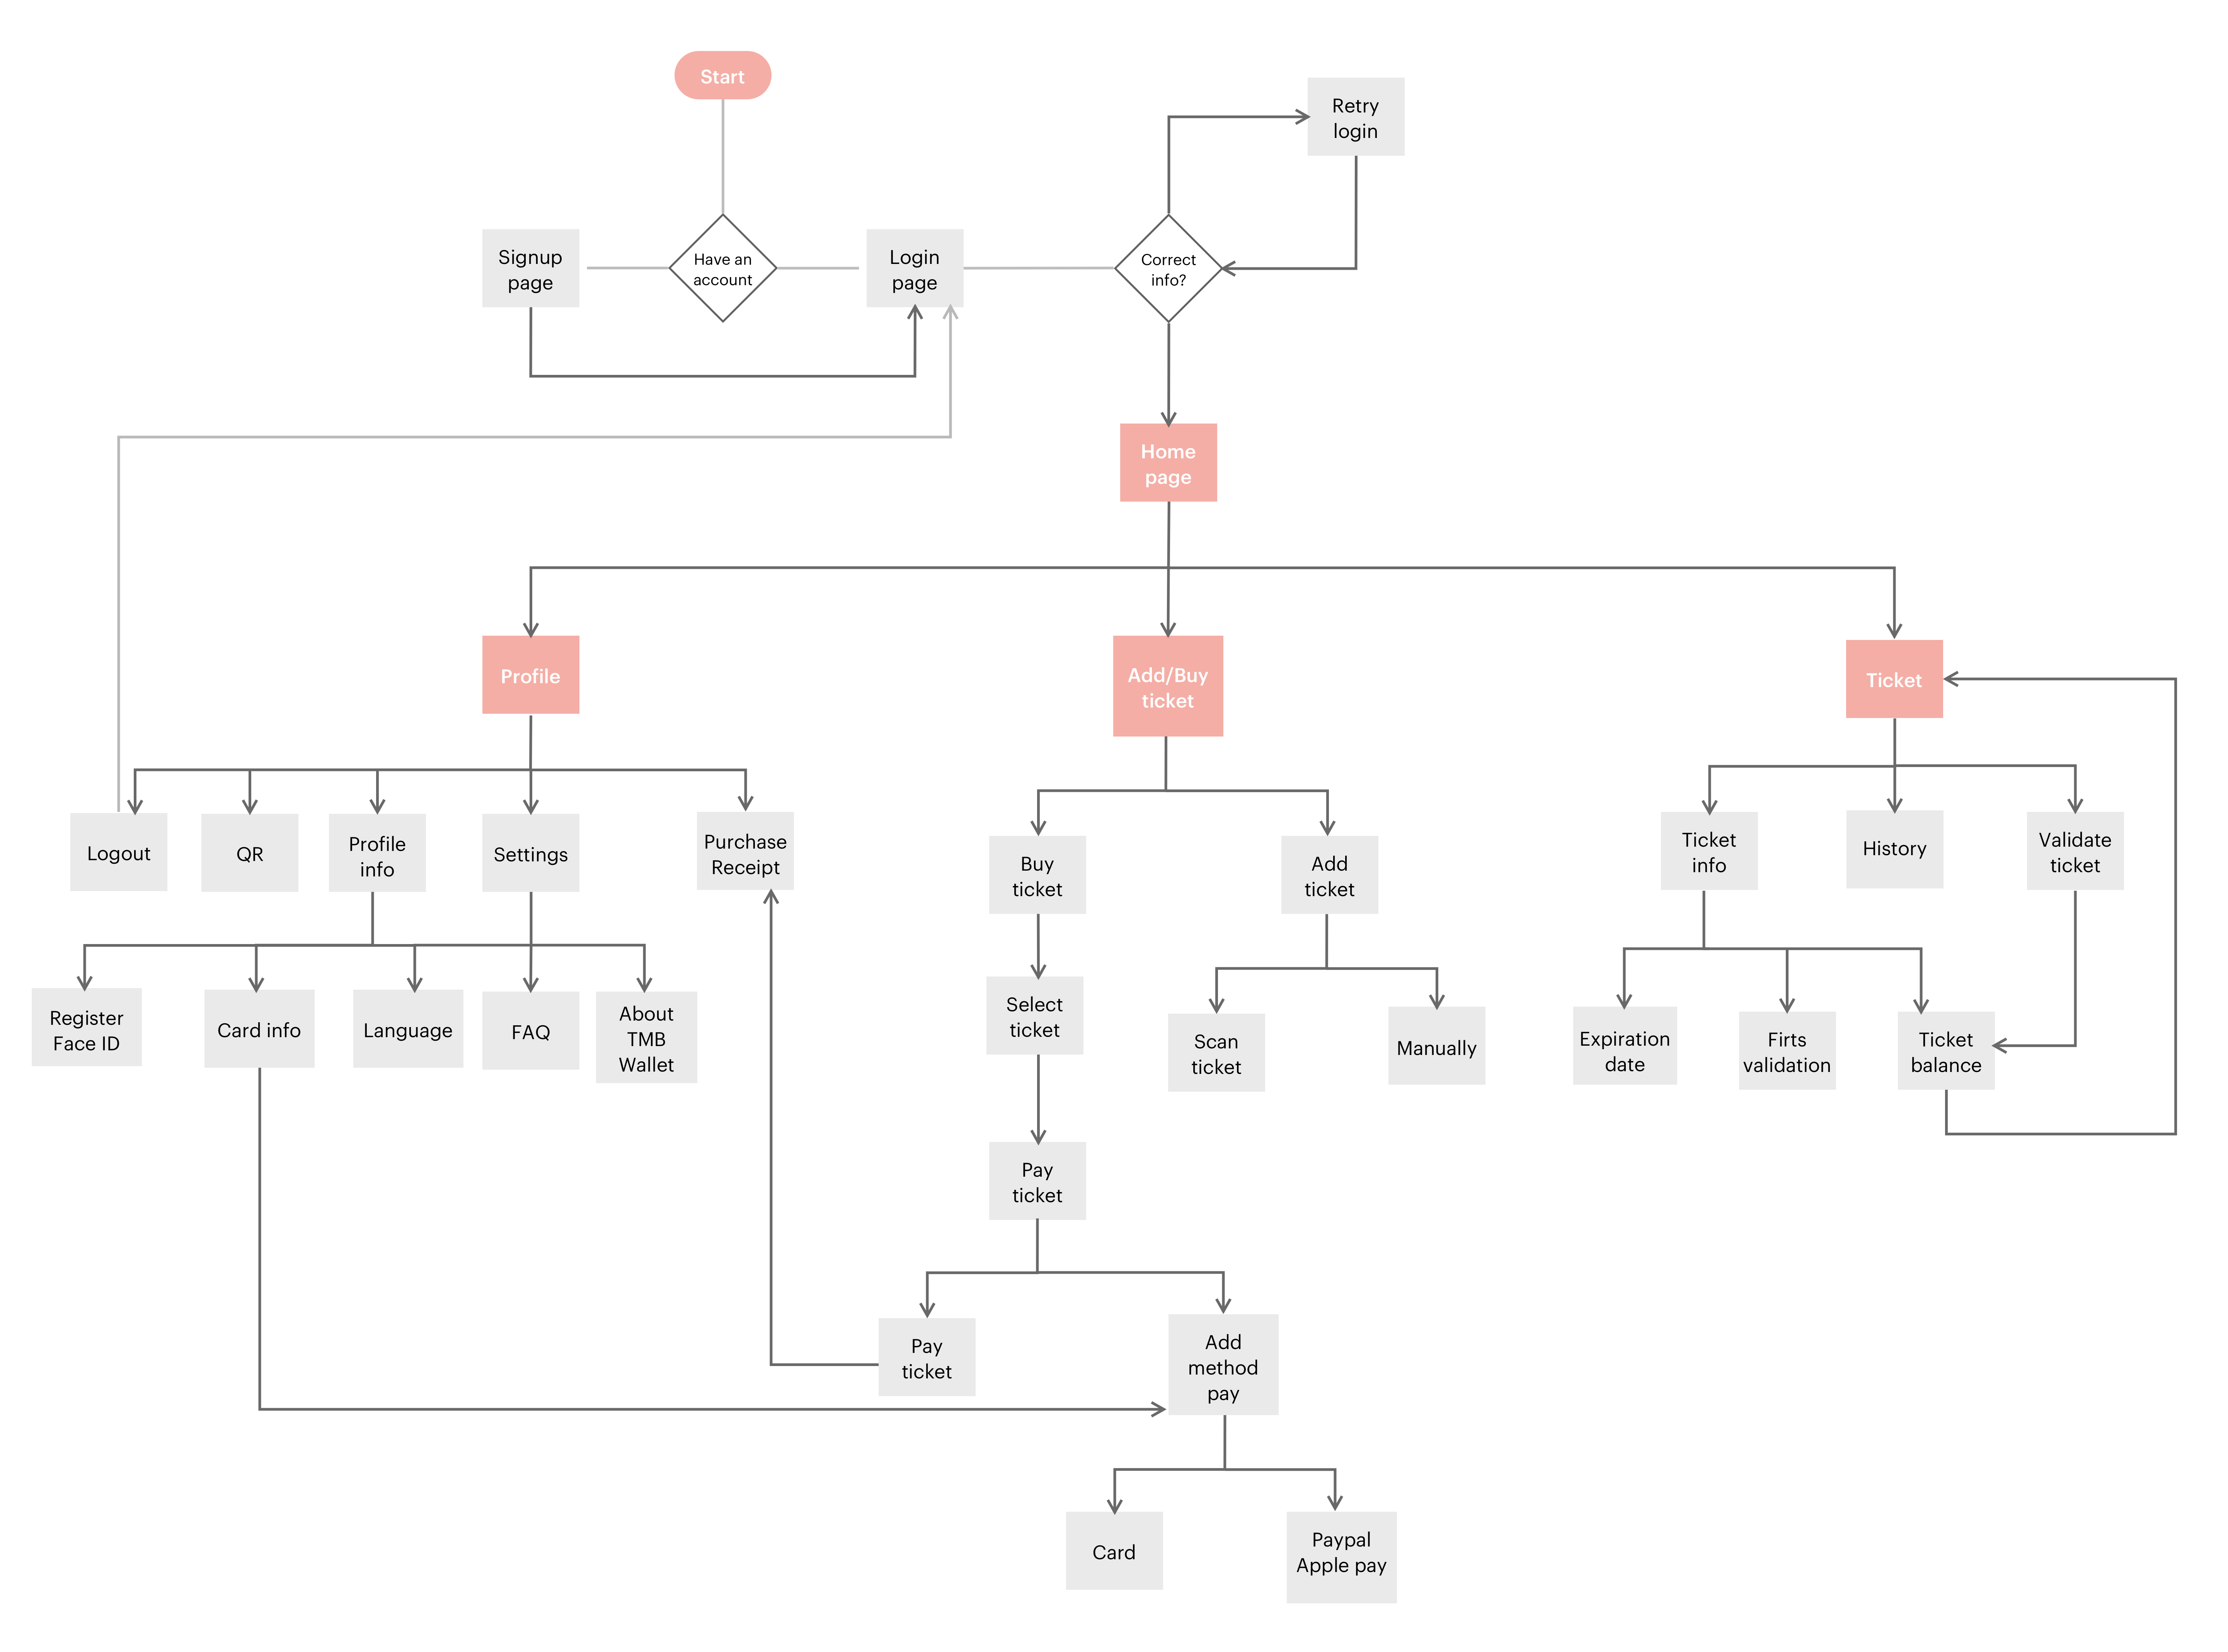 Start
Retry
login
Signup
page
Have an
account
Login
page
Correct
info?
Home
page
Profile
Add/Buy
ticket
Ticket
Logout
QR
Profile
info
Settings
Purchase
Receipt
Buy
ticket
Add
ticket
Ticket
info
History
Validate
ticket
Register
Face ID
Card info
Language
FAQ
About
TMB
Wallet
Select
ticket
Scan
ticket
Manually
Expiration
date
Firts
validation
Ticket
balance
Pay
ticket
Pay
ticket
Add
method
pay
Card
Paypal
Apple pay